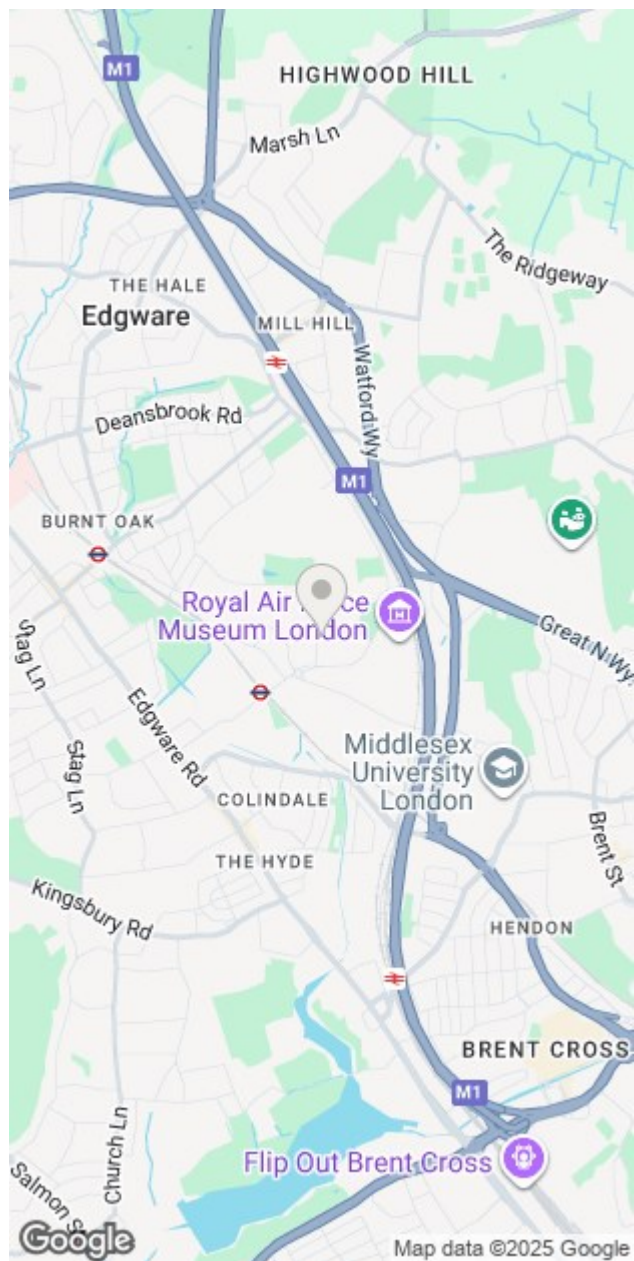 M1
HIGHWOOD HILL
Marsh Ln
The Ridgeway
THE HALE
Edgware
MILL HILL
Watford Wy
Deansbrook Rd
M1
BURNT OAK
Royal Air
Museum London
Great N Wy
Stag Ln
Edgware Rd
Stag Ln
Middlesex
University
London
COLINDALE
Brent St
THE HYDE
Kingsbury Rd
HENDON
BRENT CROSS
M1
Church Ln
Flip Out Brent Cross
Salmon St
Google
Map data ©2025 Google